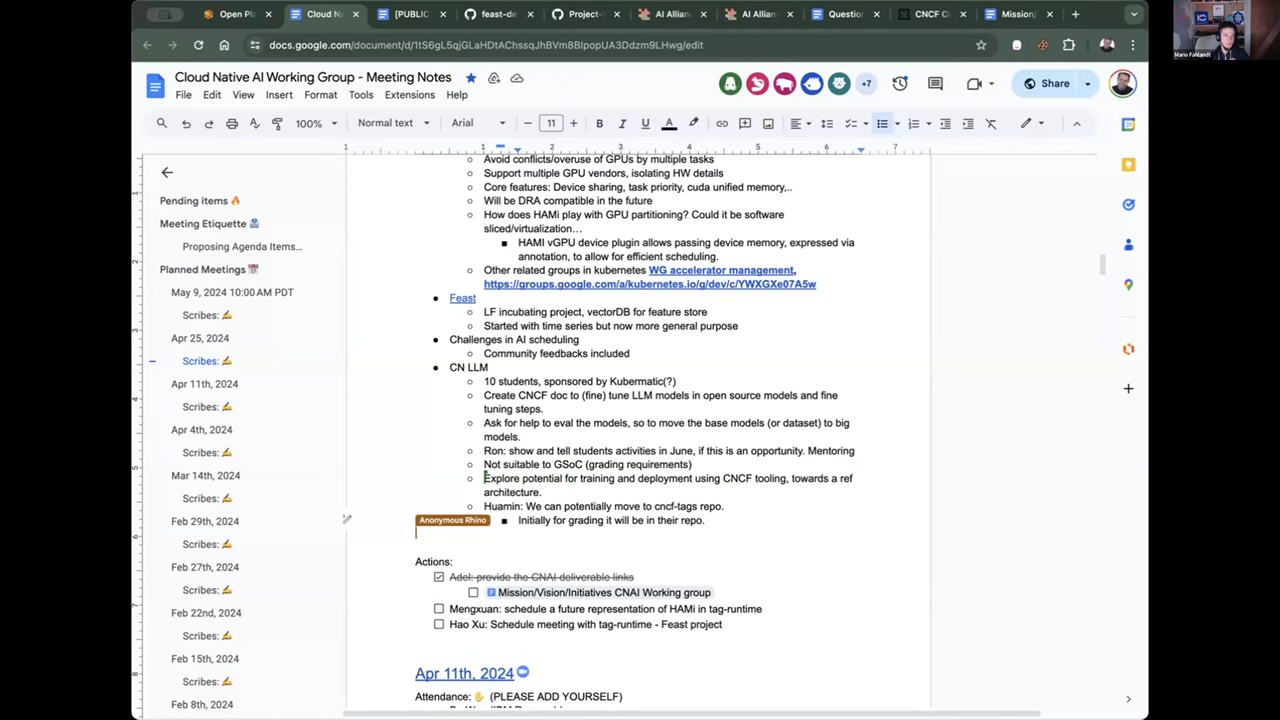 Open Pl
Cloud N
[PUBLIC
feast-de
Project-
AI Allian
AI Allian
Question
CNCF Cl
Mission/
docs.google.com/document/d/1tS6gL5qjGLaHDtAChssqJhBVm8BlpopUA3Ddzm9LHwg/edit
Mario Fahlandt
Cloud Native AI Working Group - Meeting Notes
+7
Share
File Edit View Insert Format Tools Extensions Help
100% Normal text Arial 11
1 1 2 3 4 5 6 7
Pending items 🔥
Meeting Etiquette
Proposing Agenda Items...
Planned Meetings 📅
May 9, 2024 10:00 AM PDT
Scribes: ✍️
Apr 25, 2024
Scribes: ✍️
Apr 11th, 2024
Scribes: ✍️
Apr 4th, 2024
Scribes: ✍️
Mar 14th, 2024
Scribes: ✍️
Feb 29th, 2024
Scribes: ✍️
Feb 27th, 2024
Scribes: ✍️
Feb 22nd, 2024
Scribes: ✍️
Feb 15th, 2024
Scribes: ✍️
Feb 8th, 2024
Avoid conflicts/overuse of GPUs by multiple tasks
Support multiple GPU vendors, isolating HW details
Core features: Device sharing, task priority, cuda unified memory,..
Will be DRA compatible in the future
How does HAMi play with GPU partitioning? Could it be software
sliced/virtualization…
HAMI vGPU device plugin allows passing device memory, expressed via
annotation, to allow for efficient scheduling.
Other related groups in kubernetes WG accelerator management,
https://groups.google.com/a/kubernetes.io/g/dev/c/YWXGXe07A5w
Feast
LF incubating project, vectorDB for feature store
Started with time series but now more general purpose
Challenges in AI scheduling
Community feedbacks included
CN LLM
10 students, sponsored by Kubermatic(?)
Create CNCF doc to (fine) tune LLM models in open source models and fine
tuning steps.
Ask for help to eval the models, so to move the base models (or dataset) to big
models.
Ron: show and tell students activities in June, if this is an opportunity. Mentoring
Not suitable to GSoC (grading requirements)
Explore potential for training and deployment using CNCF tooling, towards a ref
architecture.
Huamin: We can potentially move to cncf-tags repo.
Anonymous Rhino
Initially for grading it will be in their repo.
Actions:
Adel: provide the CNAI deliverable links
Mission/Vision/Initiatives CNAI Working group
Mengxuan: schedule a future representation of HAMi in tag-runtime
Hao Xu: Schedule meeting with tag-runtime - Feast project
Apr 11th, 2024
Attendance: ✋ (PLEASE ADD YOURSELF)